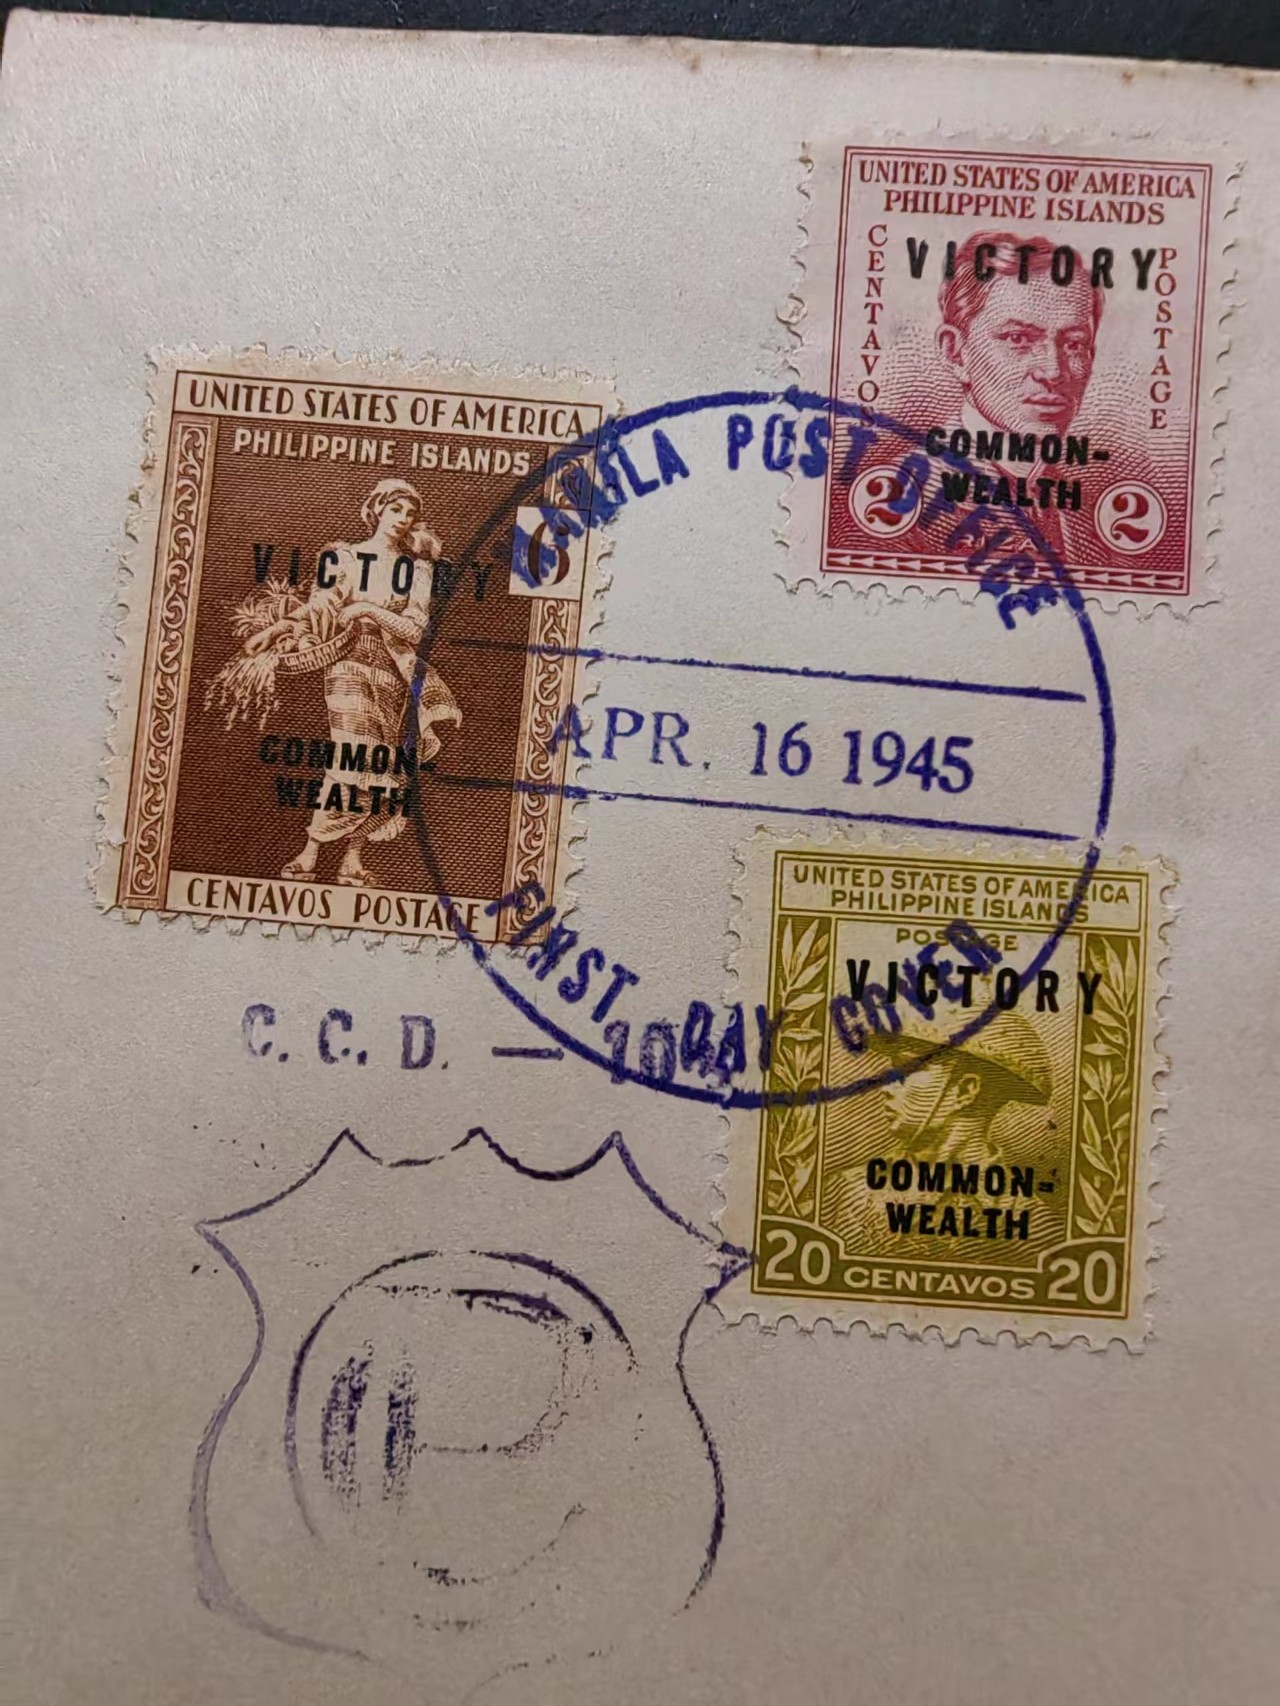 UNITED STATES OF AMERICA
PHILIPPINE ISLANDS
CENTAVOS
POSTAGE
VICTORY
COMMON-
WEALTH
2 2
UNITED STATES OF AMERICA
PHILIPPINE ISLANDS
6
VICTORY
COMMON-
WEALTH
CENTAVOS POSTAGE
MANILA POST OFFICE
APR. 16 1945
FIRST DAY COVER
UNITED STATES OF AMERICA
PHILIPPINE ISLANDS
POSTAGE
VICTORY
COMMON-
WEALTH
20 CENTAVOS 20
C. C. D. —